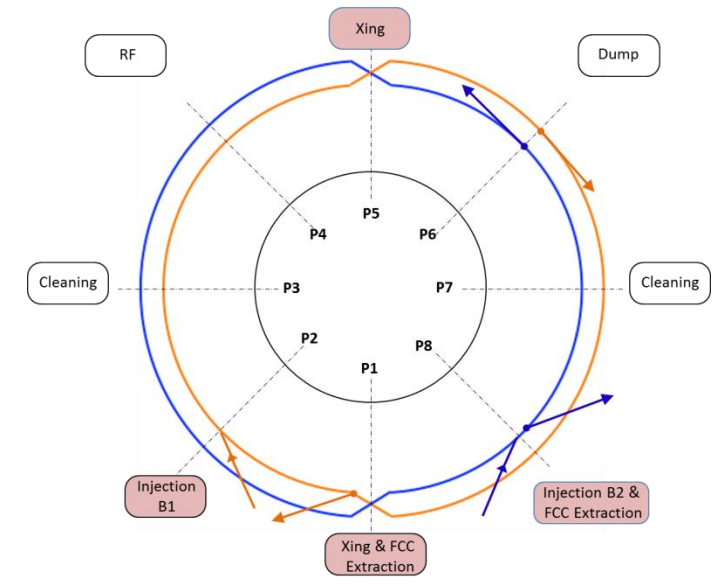 Xing
RF
Dump
P5
P4
P6
Cleaning
P3
P7
Cleaning
P2
P8
P1
Injection
B1
Injection B2 &
FCC Extraction
Xing & FCC
Extraction